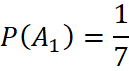 P(A₁) = 1/7